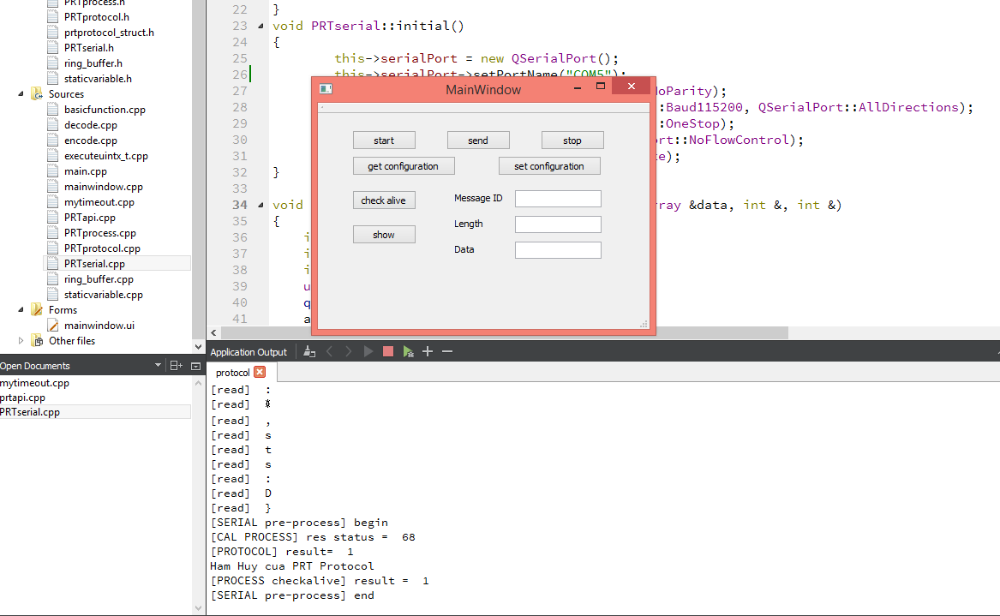 PRTprocess.h
PRTprotocol.h
prtprotocol_struct.h
PRTserial.h
ring_buffer.h
staticvariable.h
Sources
basicfunction.cpp
decode.cpp
encode.cpp
executeuintx_t.cpp
main.cpp
mainwindow.cpp
mytimeout.cpp
PRTapi.cpp
PRTprocess.cpp
PRTprotocol.cpp
PRTserial.cpp
ring_buffer.cpp
staticvariable.cpp
Forms
mainwindow.ui
Other files
Open Documents
mytimeout.cpp
prtapi.cpp
PRTserial.cpp
22 }
23 void PRTserial::initial()
24 {
25 this->serialPort = new QSerialPort();
26 this->serialPort->setPortName("COM5");
27 NoParity);
28 ::Baud115200, QSerialPort::AllDirections);
29 ::OneStop);
30 ort::NoFlowControl);
31 te);
32 }
33
34 void rray &data, int &, int &)
35 {
36 i
37 i
38 i
39 u
40 q
41 a
MainWindow
start send stop
get configuration set configuration
check alive Message ID
Length
show
Data
Application Output
protocol
[read] :
[read] *
[read] ,
[read] s
[read] t
[read] s
[read] :
[read] D
[read] }
[SERIAL pre-process] begin
[CAL PROCESS] res status = 68
[PROTOCOL] result= 1
Ham Huy cua PRT Protocol
[PROCESS checkalive] result = 1
[SERIAL pre-process] end